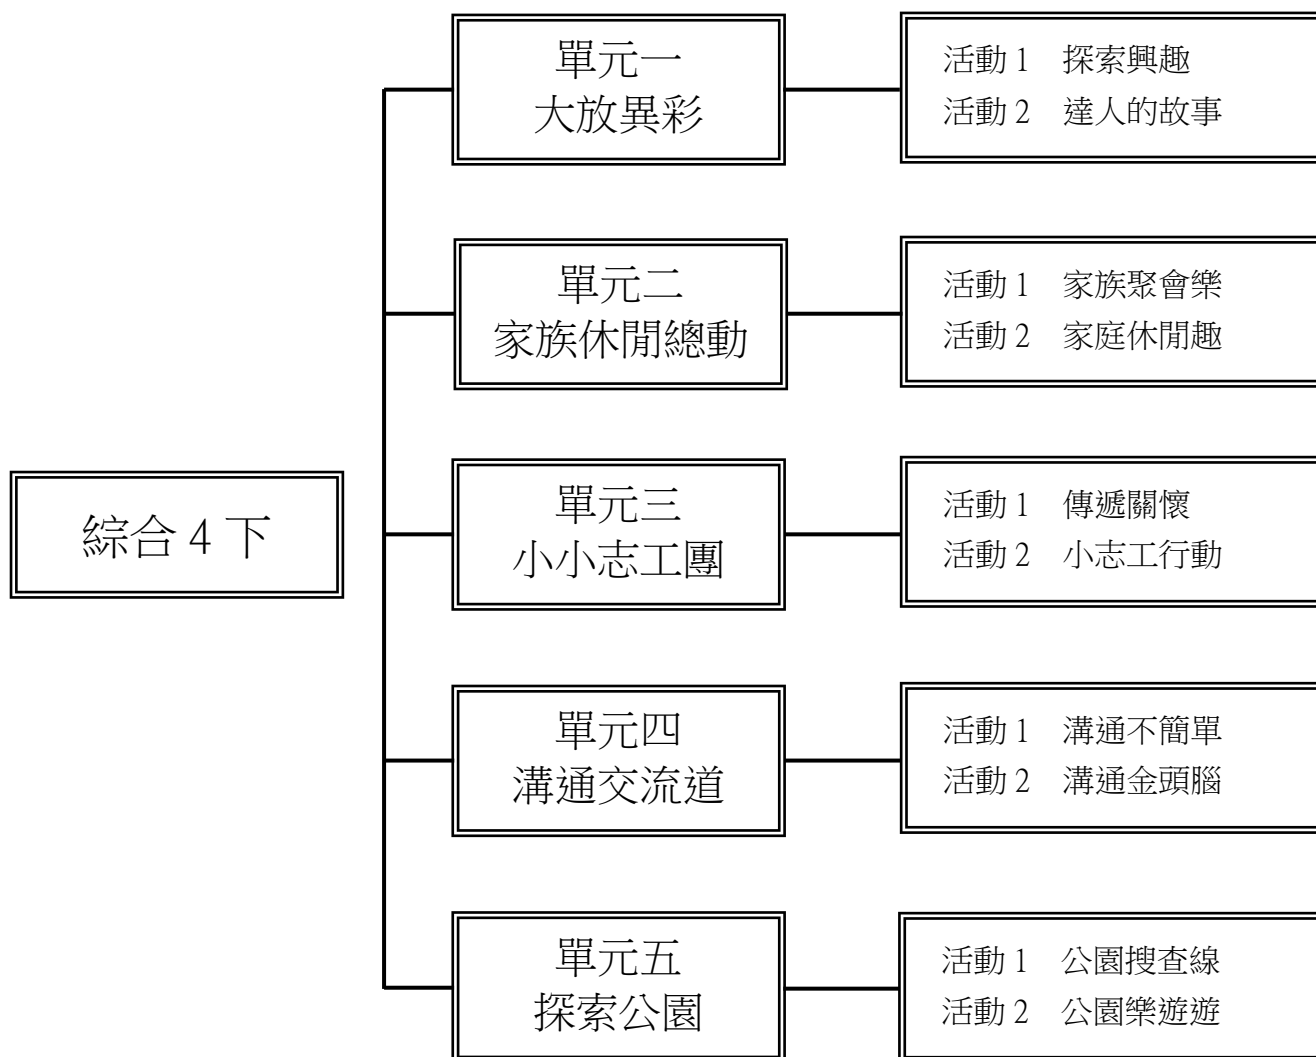 綜合 4 下
單元一
大放異彩
活動 1　探索興趣
活動 2　達人的故事
單元二
家族休閒總動
活動 1　家族聚會樂
活動 2　家庭休閒趣
單元三
小小志工團
活動 1　傳遞關懷
活動 2　小志工行動
單元四
溝通交流道
活動 1　溝通不簡單
活動 2　溝通金頭腦
單元五
探索公園
活動 1　公園搜查線
活動 2　公園樂遊遊